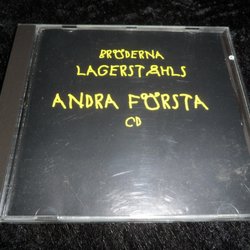 BRÖDERNA
LAGERSTÅHLS
ANDRA FÖRSTA
CD